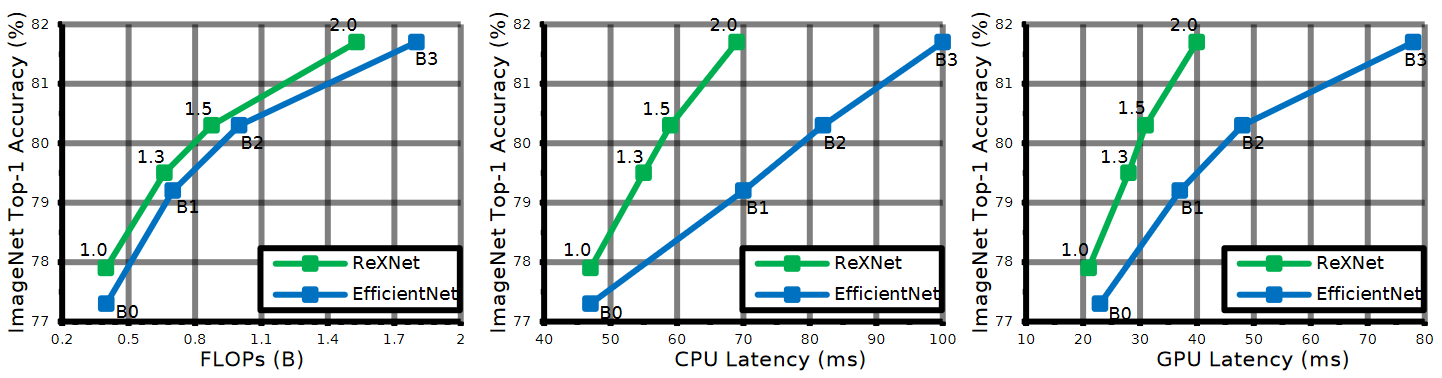 ImageNet Top-1 Accuracy (%)
82
81
80
79
78
77
0.2 0.5 0.8 1.1 1.4 1.7 2
FLOPs (B)
1.0
1.3
1.5
2.0
B0
B1
B2
B3
ReXNet
EfficientNet
ImageNet Top-1 Accuracy (%)
82
81
80
79
78
77
40 50 60 70 80 90 100
CPU Latency (ms)
1.0
1.3
1.5
2.0
B0
B1
B2
B3
ReXNet
EfficientNet
ImageNet Top-1 Accuracy (%)
82
81
80
79
78
77
10 20 30 40 50 60 70 80
GPU Latency (ms)
1.0
1.3
1.5
2.0
B0
B1
B2
B3
ReXNet
EfficientNet